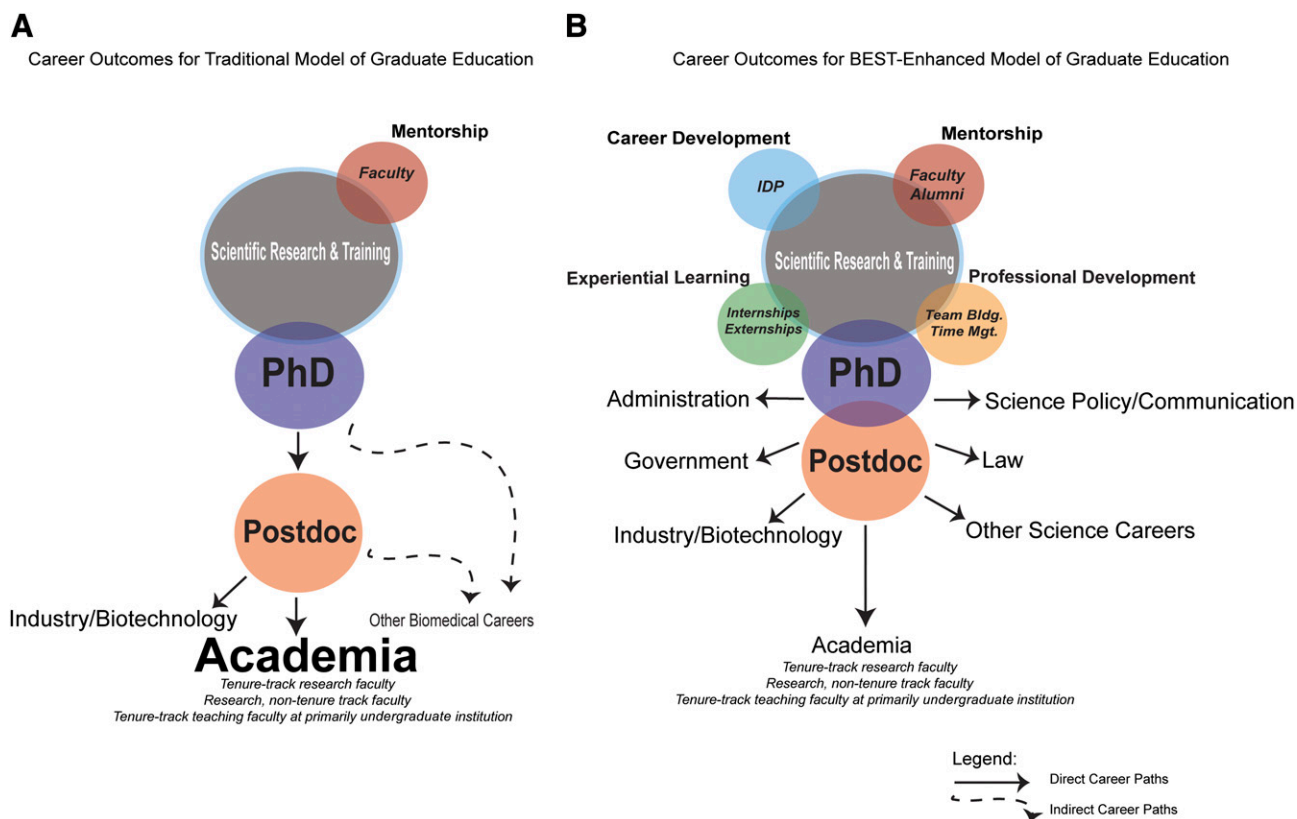 A
Career Outcomes for Traditional Model of Graduate Education
Mentorship
Faculty
Scientific Research & Training
PhD
Postdoc
Industry/Biotechnology
Other Biomedical Careers
Academia
Tenure-track research faculty
Research, non-tenure track faculty
Tenure-track teaching faculty at primarily undergraduate institution
B
Career Outcomes for BEST-Enhanced Model of Graduate Education
Career Development
Mentorship
IDP
Faculty
Alumni
Scientific Research & Training
Experiential Learning
Professional Development
Internships
Externships
Team Bldg.
Time Mgt.
PhD
Administration
Science Policy/Communication
Postdoc
Government
Law
Industry/Biotechnology
Other Science Careers
Academia
Tenure-track research faculty
Research, non-tenure track faculty
Tenure-track teaching faculty at primarily undergraduate institution
Legend:
Direct Career Paths
Indirect Career Paths